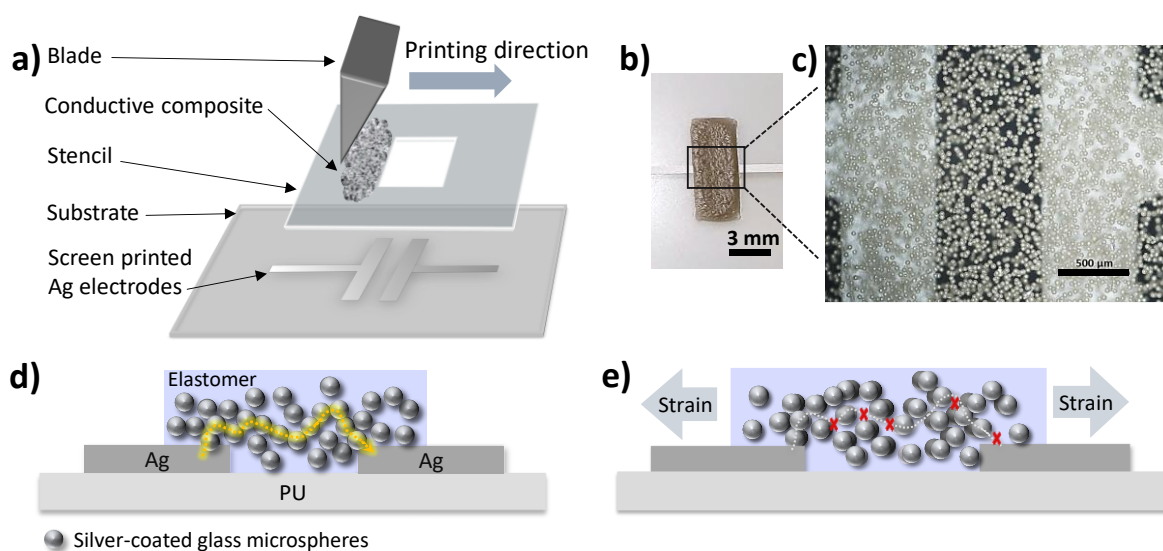 a)
Blade
Printing direction
Conductive composite
Stencil
Substrate
Screen printed
Ag electrodes
b)
3 mm
c)
500 µm
d)
Elastomer
Ag
Ag
PU
Silver-coated glass microspheres
e)
Strain
Strain